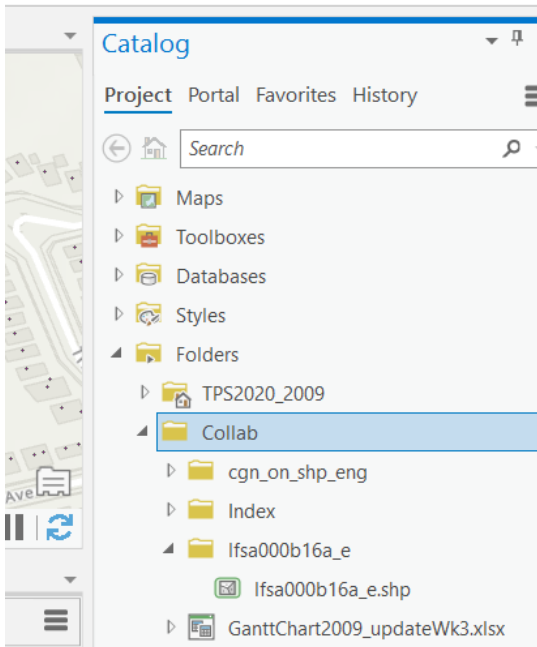 Catalog
Project Portal Favorites History
Search
Maps
Toolboxes
Databases
Styles
Folders
TPS2020_2009
Collab
cgn_on_shp_eng
Index
lfsa000b16a_e
lfsa000b16a_e.shp
Ave
GanttChart2009_updateWk3.xlsx